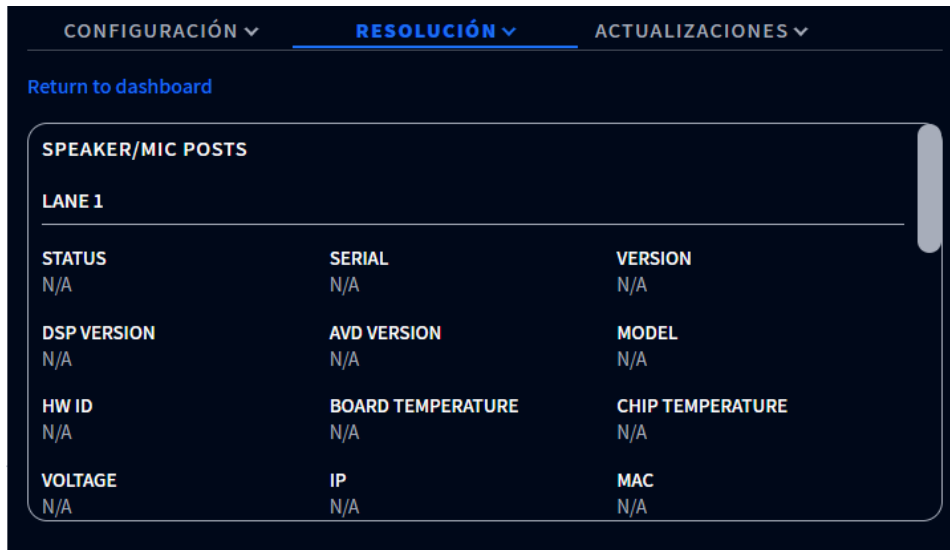 CONFIGURACIÓN RESOLUCIÓN ACTUALIZACIONES
Return to dashboard
SPEAKER/MIC POSTS
LANE 1
STATUS SERIAL VERSION
N/A N/A N/A
DSP VERSION AVD VERSION MODEL
N/A N/A N/A
HW ID BOARD TEMPERATURE CHIP TEMPERATURE
N/A N/A N/A
VOLTAGE IP MAC
N/A N/A N/A